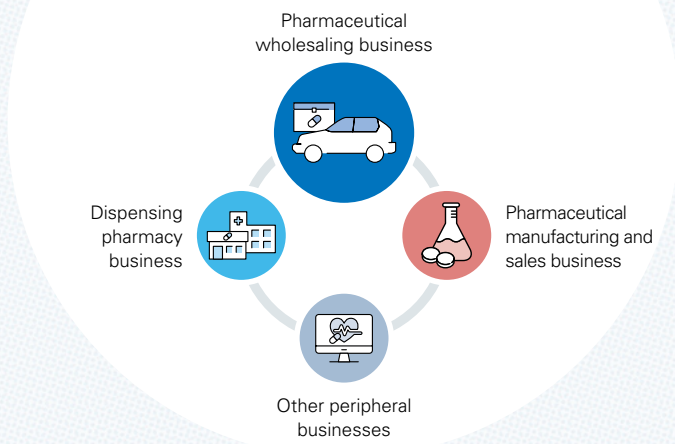 Pharmaceutical
wholesaling business
Dispensing
pharmacy
business
Pharmaceutical
manufacturing and
sales business
Other peripheral
businesses